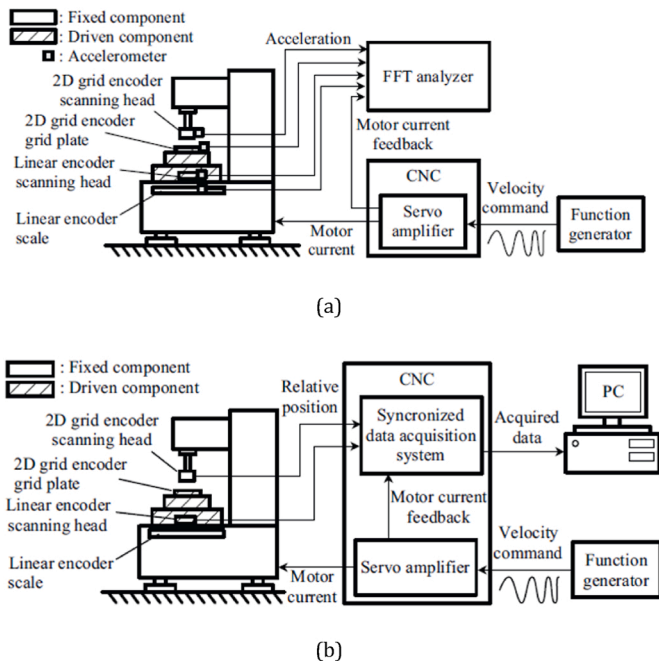 : Fixed component
: Driven component
: Accelerometer
2D grid encoder
scanning head
2D grid encoder
grid plate
Linear encoder
scanning head
Linear encoder
scale
Acceleration
FFT analyzer
Motor current
feedback
CNC
Servo
amplifier
Motor
current
Velocity
command
Function
generator
(a)
: Fixed component
: Driven component
2D grid encoder
scanning head
2D grid encoder
grid plate
Linear encoder
scanning head
Linear encoder
scale
Relative
position
CNC
Syncronized
data acquisition
system
Acquired
data
PC
Motor current
feedback
Servo amplifier
Motor
current
Velocity
command
Function
generator
(b)